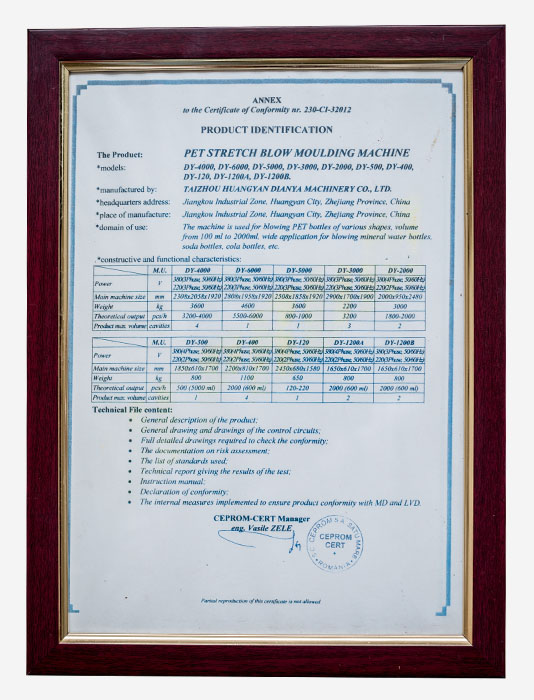 ANNEX
to the Certificate of Conformity nr. 230-CI-32012
PRODUCT IDENTIFICATION
The Product: PET STRETCH BLOW MOULDING MACHINE
*models: DY-4000, DY-6000, DY-5000, DY-3000, DY-2000, DY-500, DY-400,
DY-120, DY-1200A, DY-1200B.
*manufactured by: TAIZHOU HUANGYAN DIANYA MACHINERY CO., LTD.
*headquarters address: Jiangkou Industrial Zone, Huangyan City, Zhejiang Province, China
*place of manufacture: Jiangkou Industrial Zone, Huangyan City, Zhejiang Province, China
*domain of use: The machine is used for blowing PET bottles of various shapes, volume
from 100 ml to 2000ml, wide application for blowing mineral water bottles,
soda bottles, cola bottles, etc.
*constructive and functional characteristics:
M.U. DY-4000 DY-6000 DY-5000 DY-3000 DY-2000
Power V
Main machine size mm 2308x2058x1920 2800x1958x1920 2508x1858x1920 2900x1700x1900 2000x950x2480
Weight kg 3600 4600 3600 2200 3000
Theoretical output pcs/h 3200-4000 5500-6000 800-1000 3200 1800-2000
Product max. volume cavities 4 1 1 3 2
M.U. DY-500 DY-400 DY-120 DY-1200A DY-1200B
Power V
Main machine size mm 1850x610x1700 2200x810x1700 2430x680x1580 1650x610x1700 1650x610x1700
Weight kg 800 1100 650 800 800
Theoretical output pcs/h 500 (5000 ml) 2000 (600 ml) 120-220 2000 (600 ml) 2000 (600 ml)
Product max. volume cavities 1 4 1 2 2
Technical File content:
• General description of the product;
• General drawing and drawings of the control circuits;
• Full detailed drawings required to check the conformity;
• The documentation on risk assessment;
• The list of standards used;
• Technical report giving the results of the test;
• Instruction manual;
• Declaration of conformity;
• The internal measures implemented to ensure product conformity with MD and LVD.
CEPROM-CERT Manager
eng. Vasile ZELE
S.C. CEPROM S.A. SATU MARE
CEPROM
CERT
* ROMANIA *
Partial reproduction of this certificate is not allowed